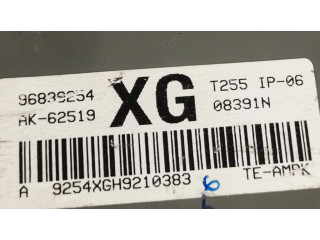 96839254 XG T255 IP-06
AK-62519 08391N
A 9254XGH9210383 TE-AMPK
6